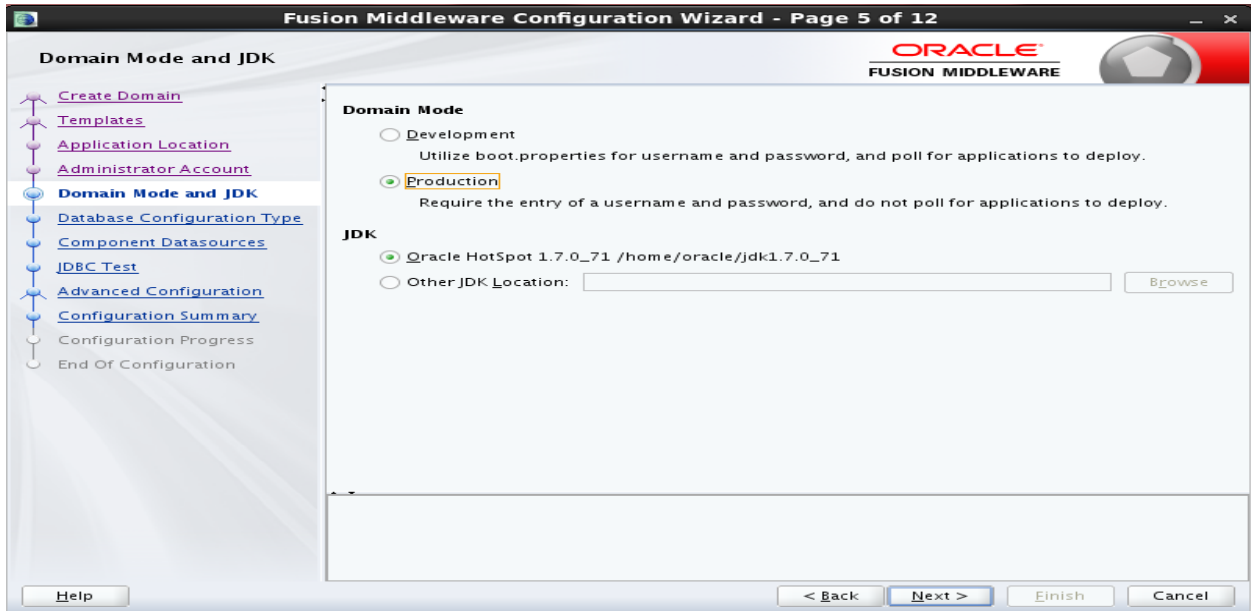 Fusion Middleware Configuration Wizard - Page 5 of 12
Domain Mode and JDK
ORACLE
FUSION MIDDLEWARE
Create Domain
Templates
Application Location
Administrator Account
Domain Mode and JDK
Database Configuration Type
Component Datasources
JDBC Test
Advanced Configuration
Configuration Summary
Configuration Progress
End Of Configuration
Domain Mode
Development
Utilize boot.properties for username and password, and poll for applications to deploy.
Production
Require the entry of a username and password, and do not poll for applications to deploy.
JDK
Oracle HotSpot 1.7.0_71 /home/oracle/jdk1.7.0_71
Other JDK Location:
Browse
Help
< Back
Next >
Finish
Cancel